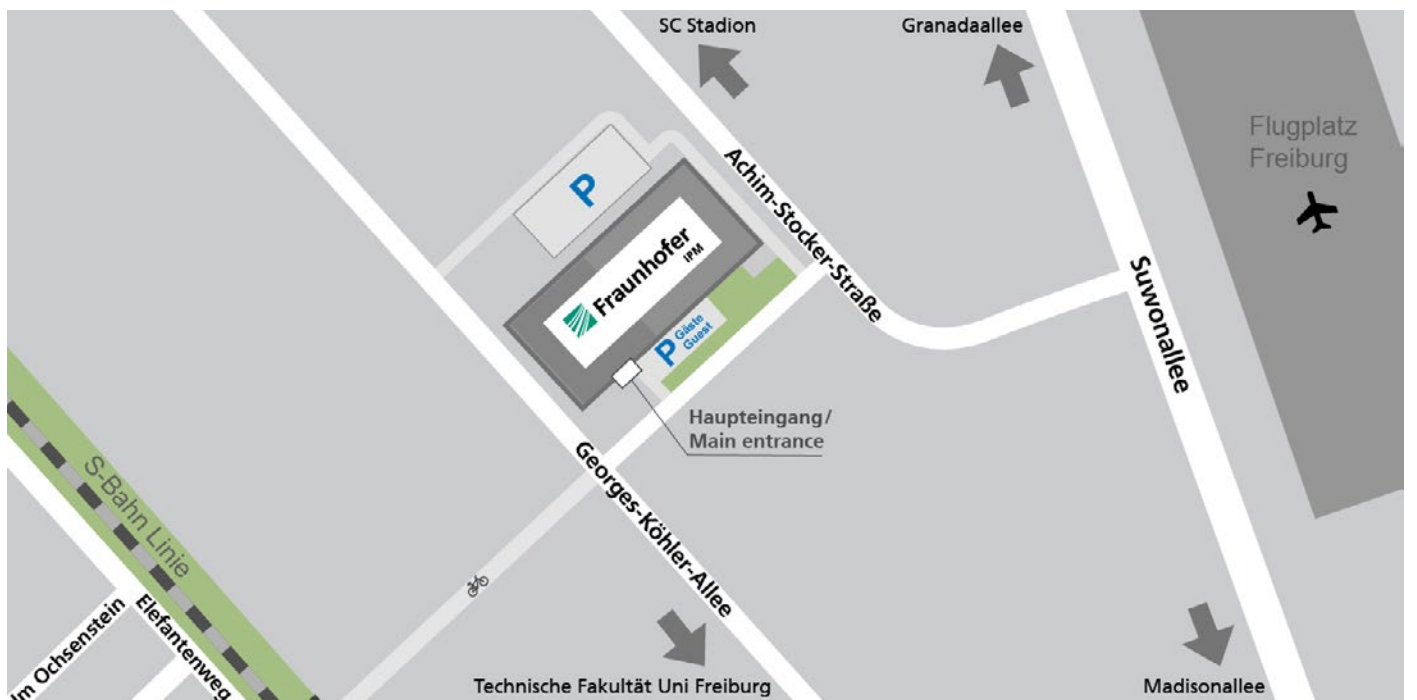 SC Stadion
Granadaallee
Flugplatz
Freiburg
Achim-Stocker-Straße
P
Fraunhofer
IPM
Suwonallee
P Gäste
Guest
Haupteingang/
Main entrance
Georges-Köhler-Allee
S-Bahn Linie
Im Ochsenstein
Elefantenweg
Technische Fakultät Uni Freiburg
Madisonallee